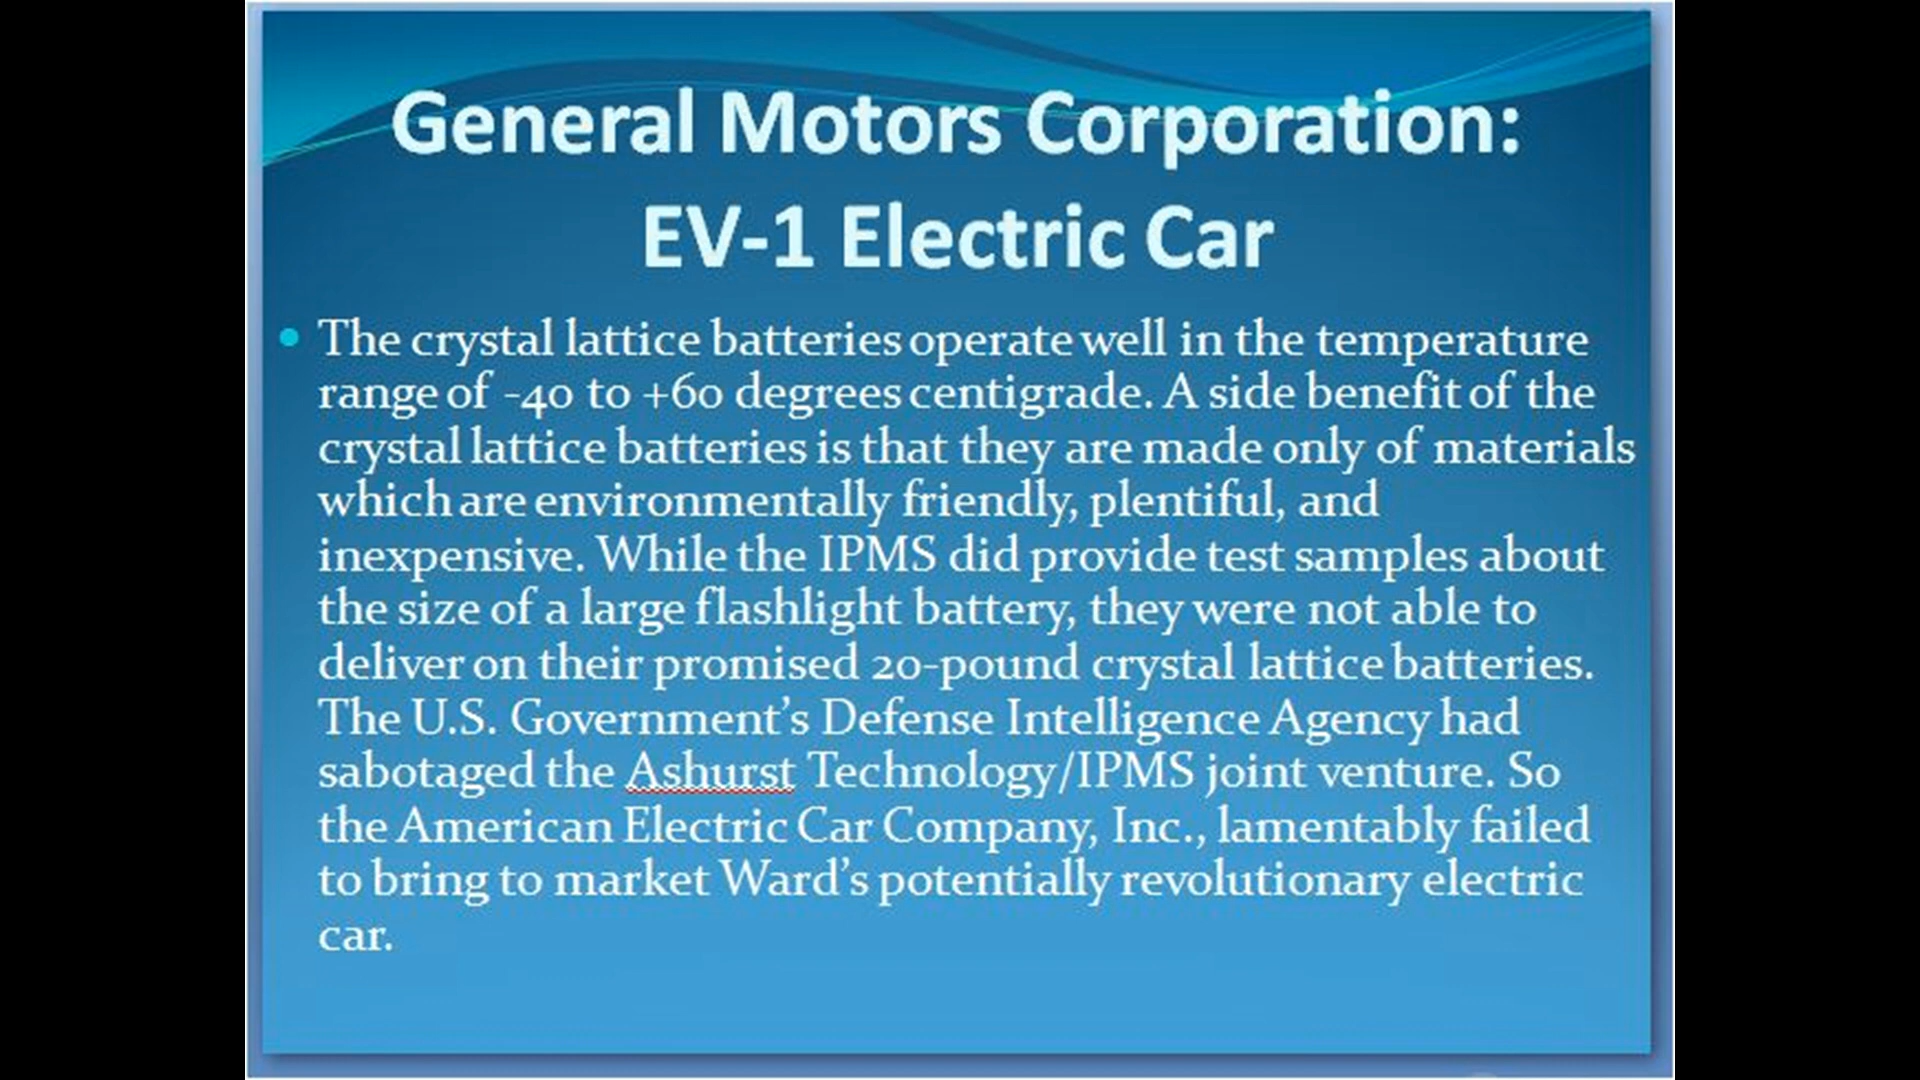 General Motors Corporation:
EV-1 Electric Car
• The crystal lattice batteries operate well in the temperature
range of -40 to +60 degrees centigrade. A side benefit of the
crystal lattice batteries is that they are made only of materials
which are environmentally friendly, plentiful, and
inexpensive. While the IPMS did provide test samples about
the size of a large flashlight battery, they were not able to
deliver on their promised 20-pound crystal lattice batteries.
The U.S. Government’s Defense Intelligence Agency had
sabotaged the Ashurst Technology/IPMS joint venture. So
the American Electric Car Company, Inc., lamentably failed
to bring to market Ward’s potentially revolutionary electric
car.